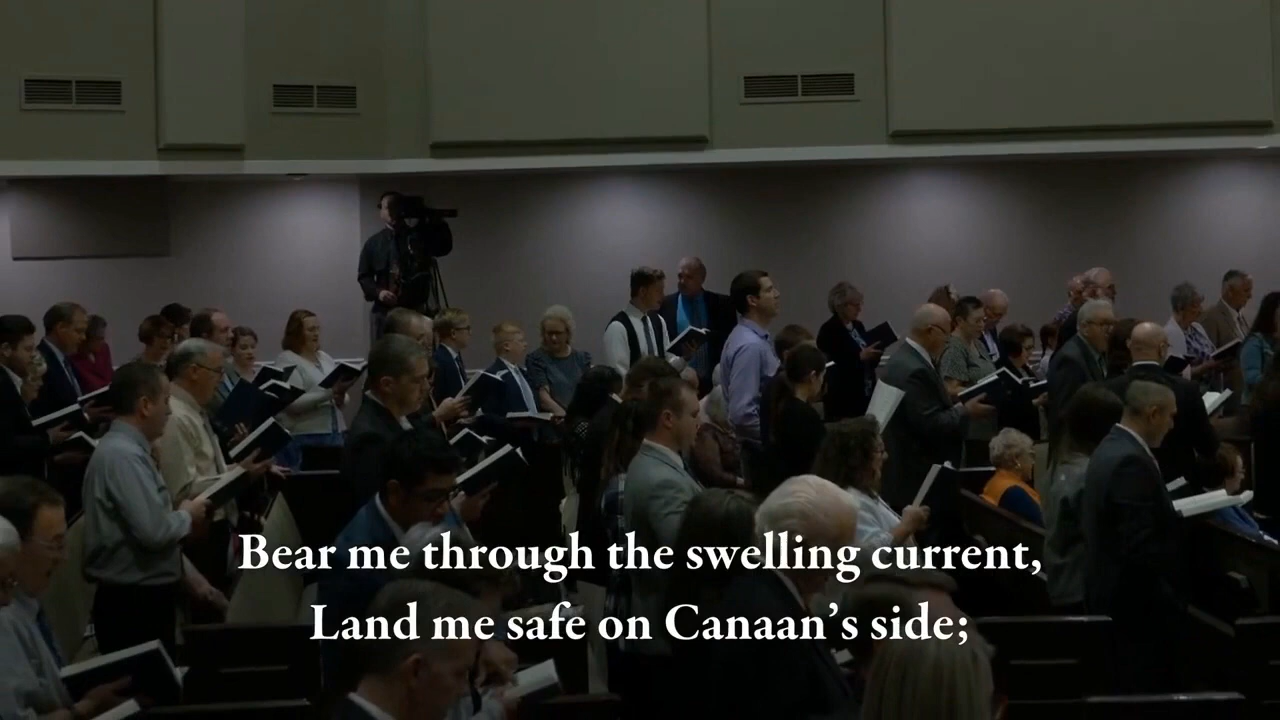 Bear me through the swelling current,
Land me safe on Canaan’s side;